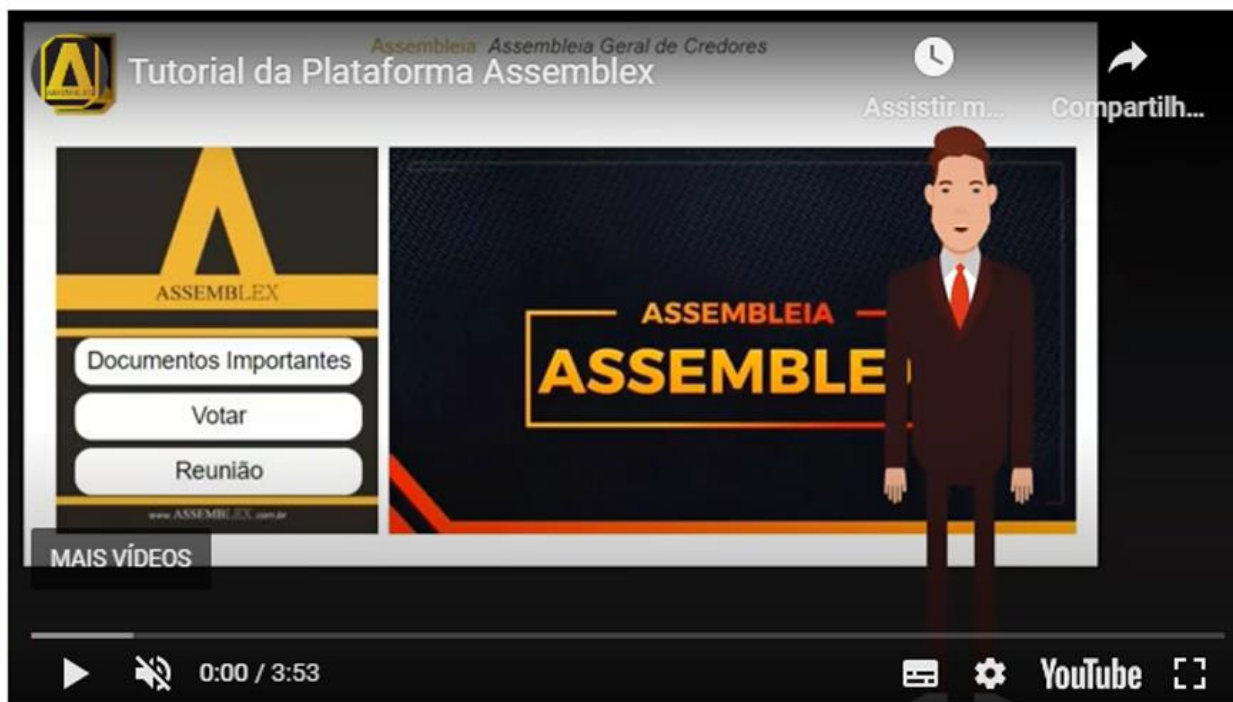 Assembleia: Assembleia Geral de Credores
Tutorial da Plataforma Assemblex
Assistir m...
Compartilh...
ASSEMBLEX
ASSEMBLEX
Documentos Importantes
Votar
Reunião
www.ASSEMBLEX.com.br
ASSEMBLEIA
ASSEMBLE
MAIS VÍDEOS
0:00 / 3:53
YouTube